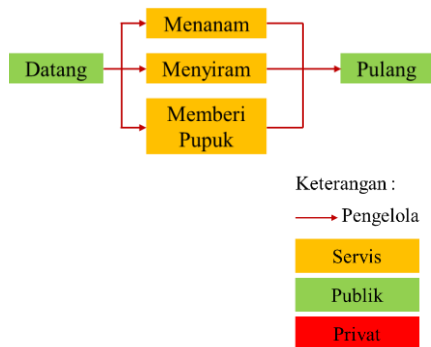 Menanam
Datang
Menyiram
Pulang
Memberi
Pupuk
Keterangan :
Pengelola
Servis
Publik
Privat